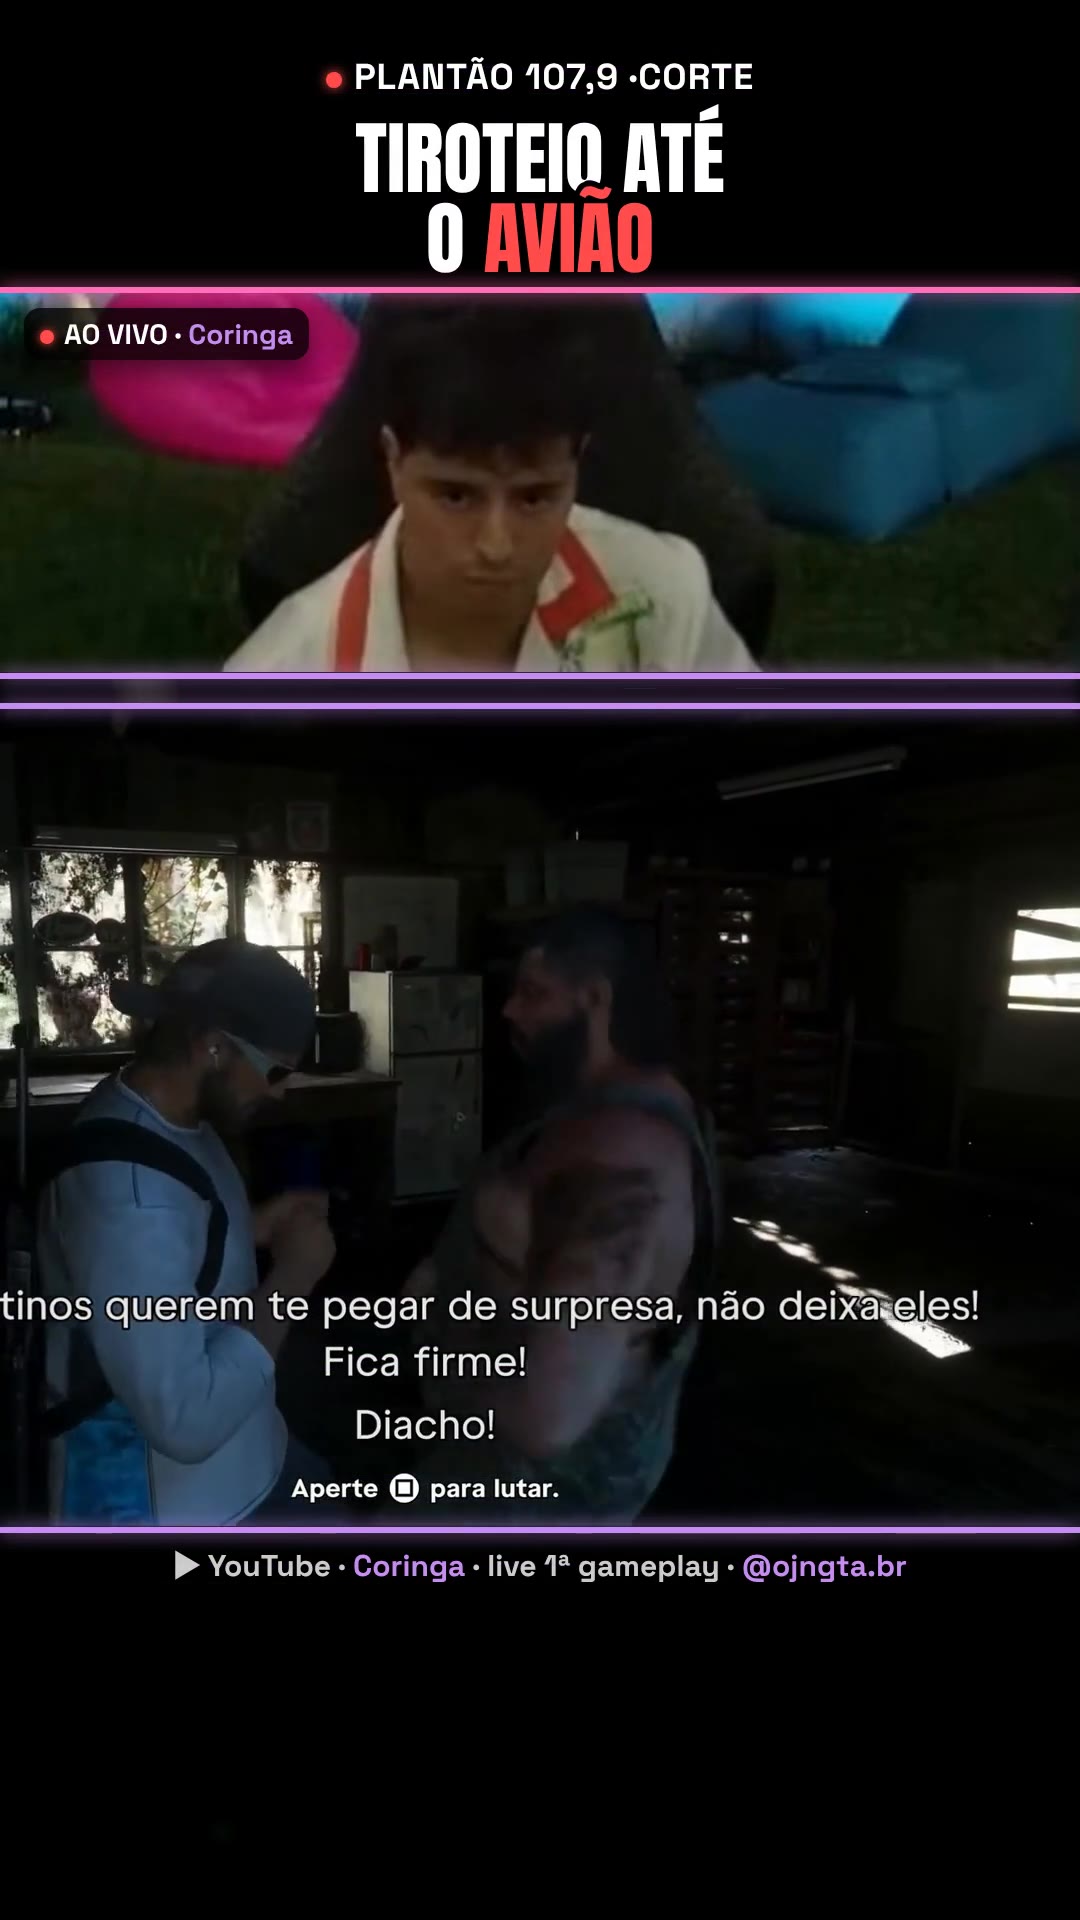 PLANTÃO 107,9 ·CORTE
TIROTEIO ATÉ
O AVIÃO
AO VIVO · Coringa
tinos querem te pegar de surpresa, não deixa eles!
Fica firme!
Diacho!
Aperte para lutar.
YouTube · Coringa · live 1ª gameplay · @ojngta.br